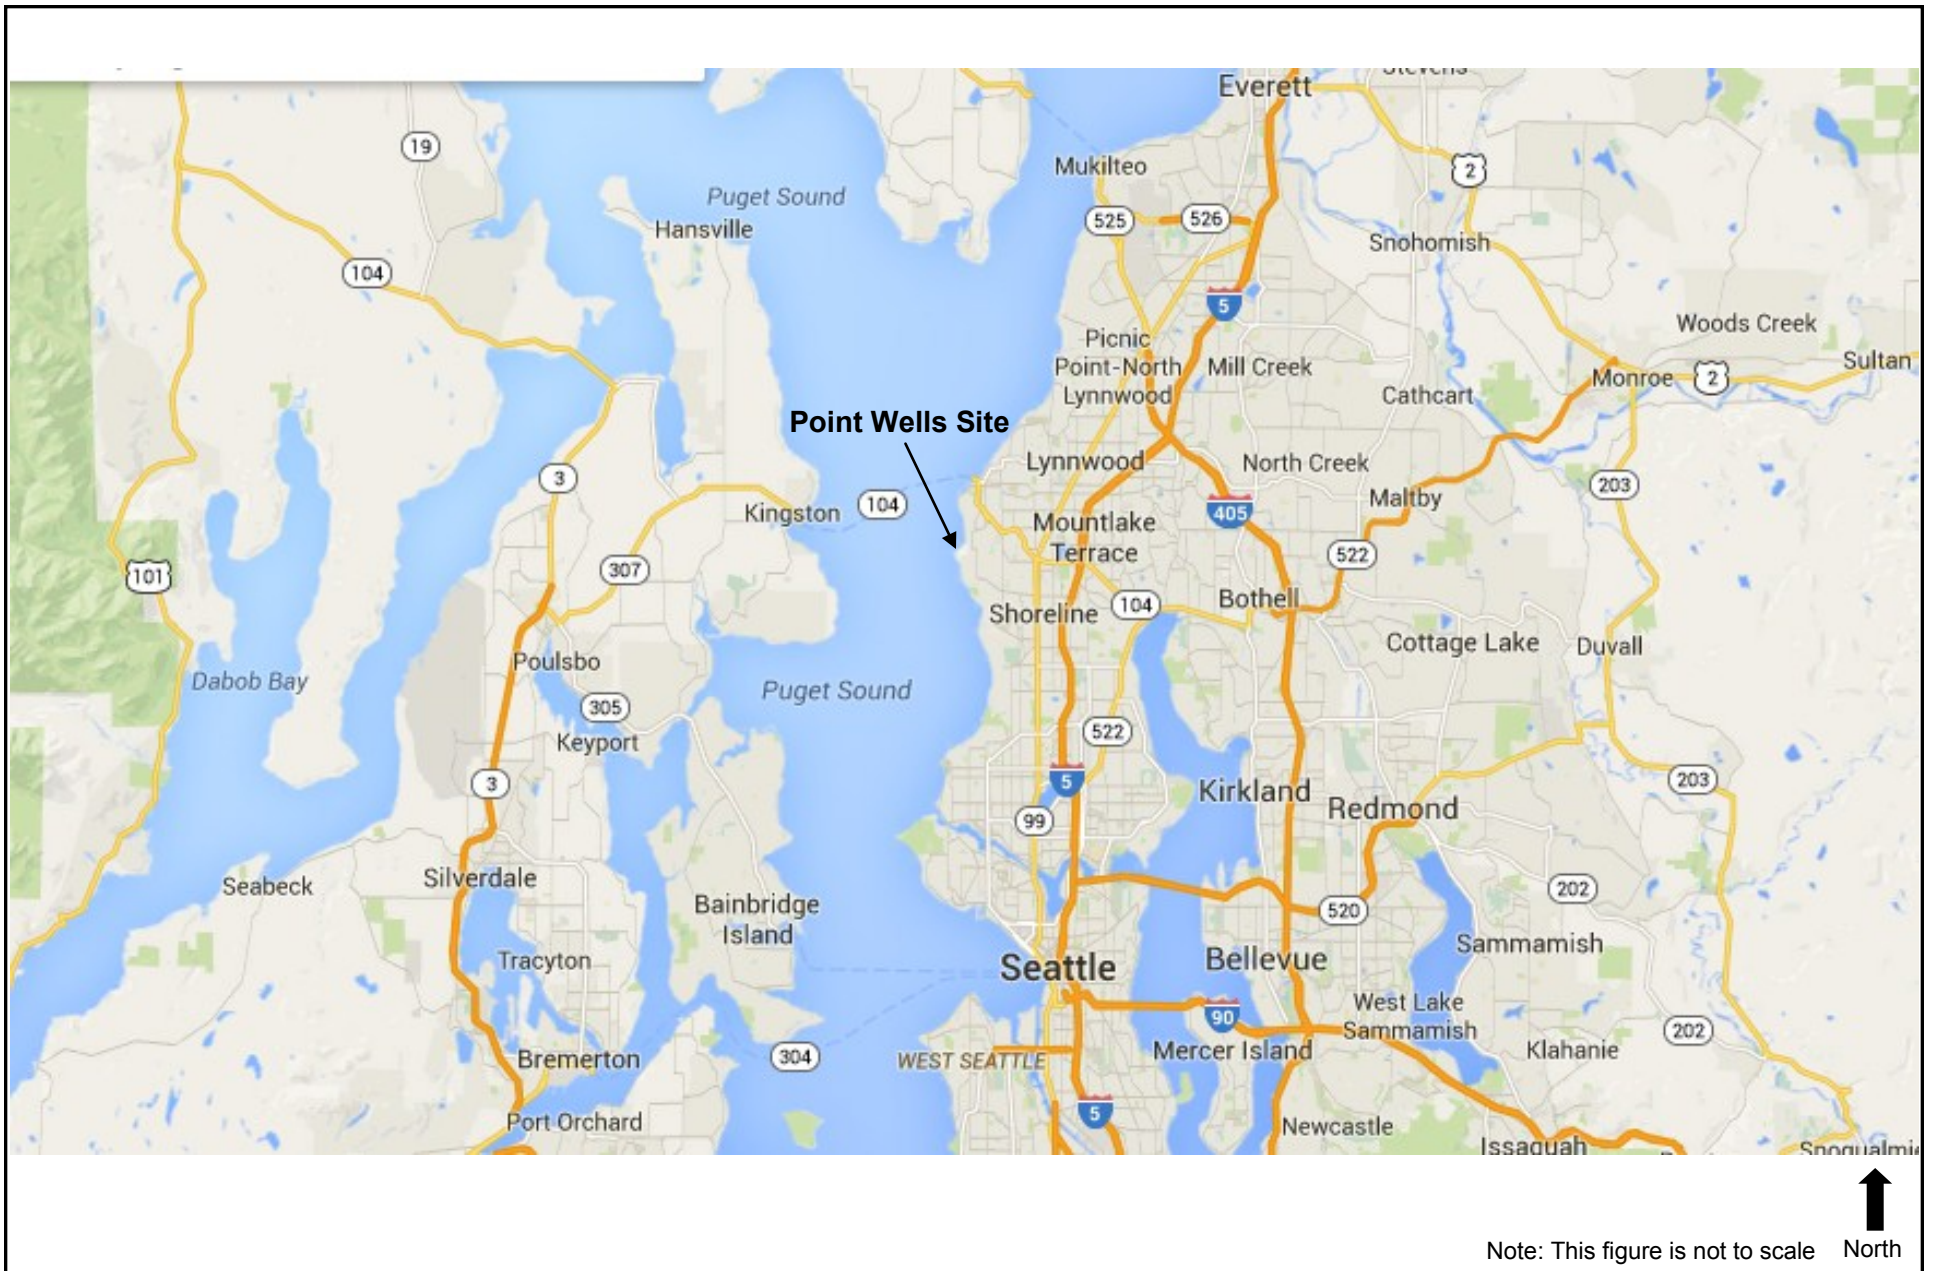 Everett
Stevens
19
Mukilteo
2
Puget Sound
525
526
Hansville
Snohomish
104
5
Woods Creek
Picnic
Point-North
Lynnwood
Mill Creek
Sultan
Monroe
2
Cathcart
Point Wells Site
Lynnwood
North Creek
3
203
Maltby
Kingston
104
405
Mountlake
Terrace
522
307
101
Bothell
Shoreline
104
Cottage Lake
Duvall
Poulsbo
Dabob Bay
Puget Sound
305
522
Keyport
5
3
Kirkland
203
Redmond
99
Silverdale
Seabeck
202
Bainbridge
Island
520
Sammamish
Tracyton
Seattle
Bellevue
West Lake
Sammamish
90
202
Bremerton
304
WEST SEATTLE
Mercer Island
Klahanie
5
Port Orchard
Newcastle
Issaquah
Note: This figure is not to scale
North